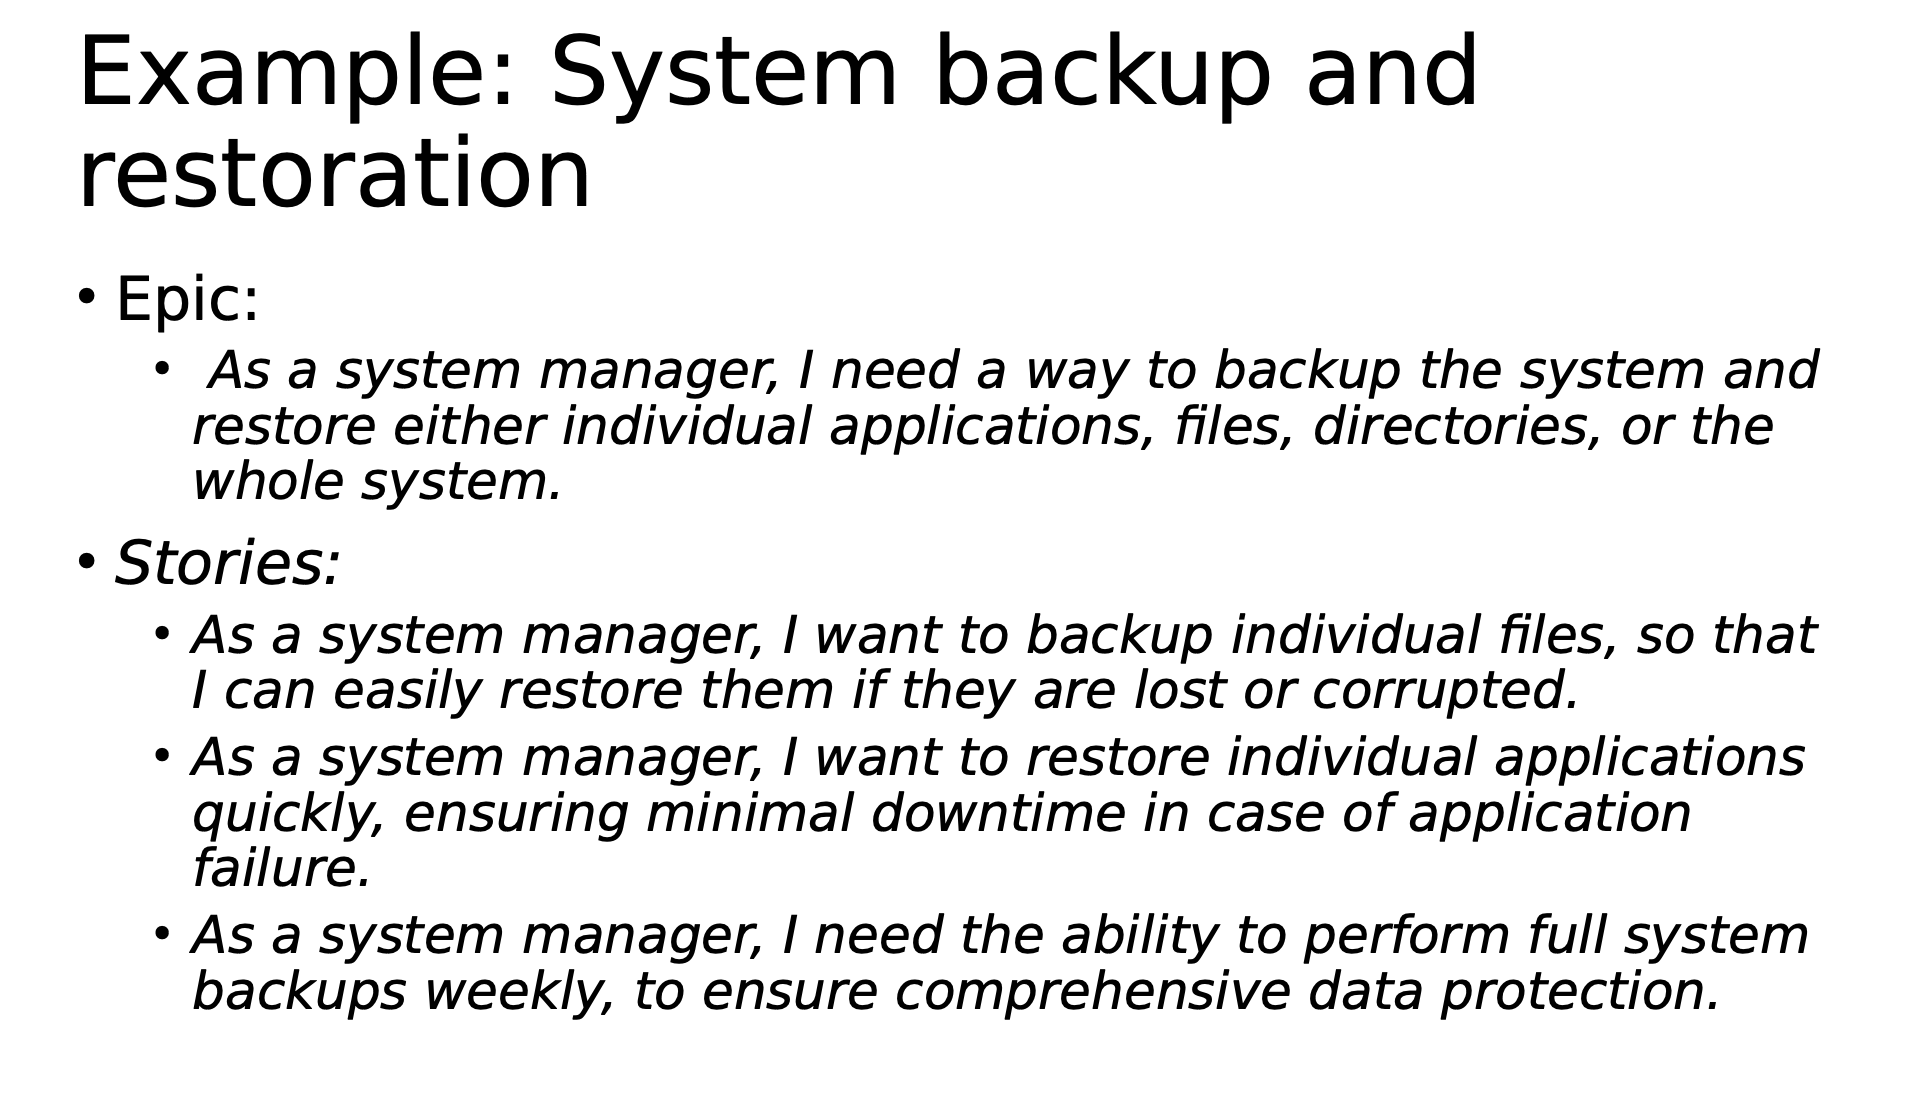 Example: System backup and
restoration
• Epic:
• As a system manager, I need a way to backup the system and
restore either individual applications, files, directories, or the
whole system.
• Stories:
• As a system manager, I want to backup individual files, so that
I can easily restore them if they are lost or corrupted.
• As a system manager, I want to restore individual applications
quickly, ensuring minimal downtime in case of application
failure.
• As a system manager, I need the ability to perform full system
backups weekly, to ensure comprehensive data protection.